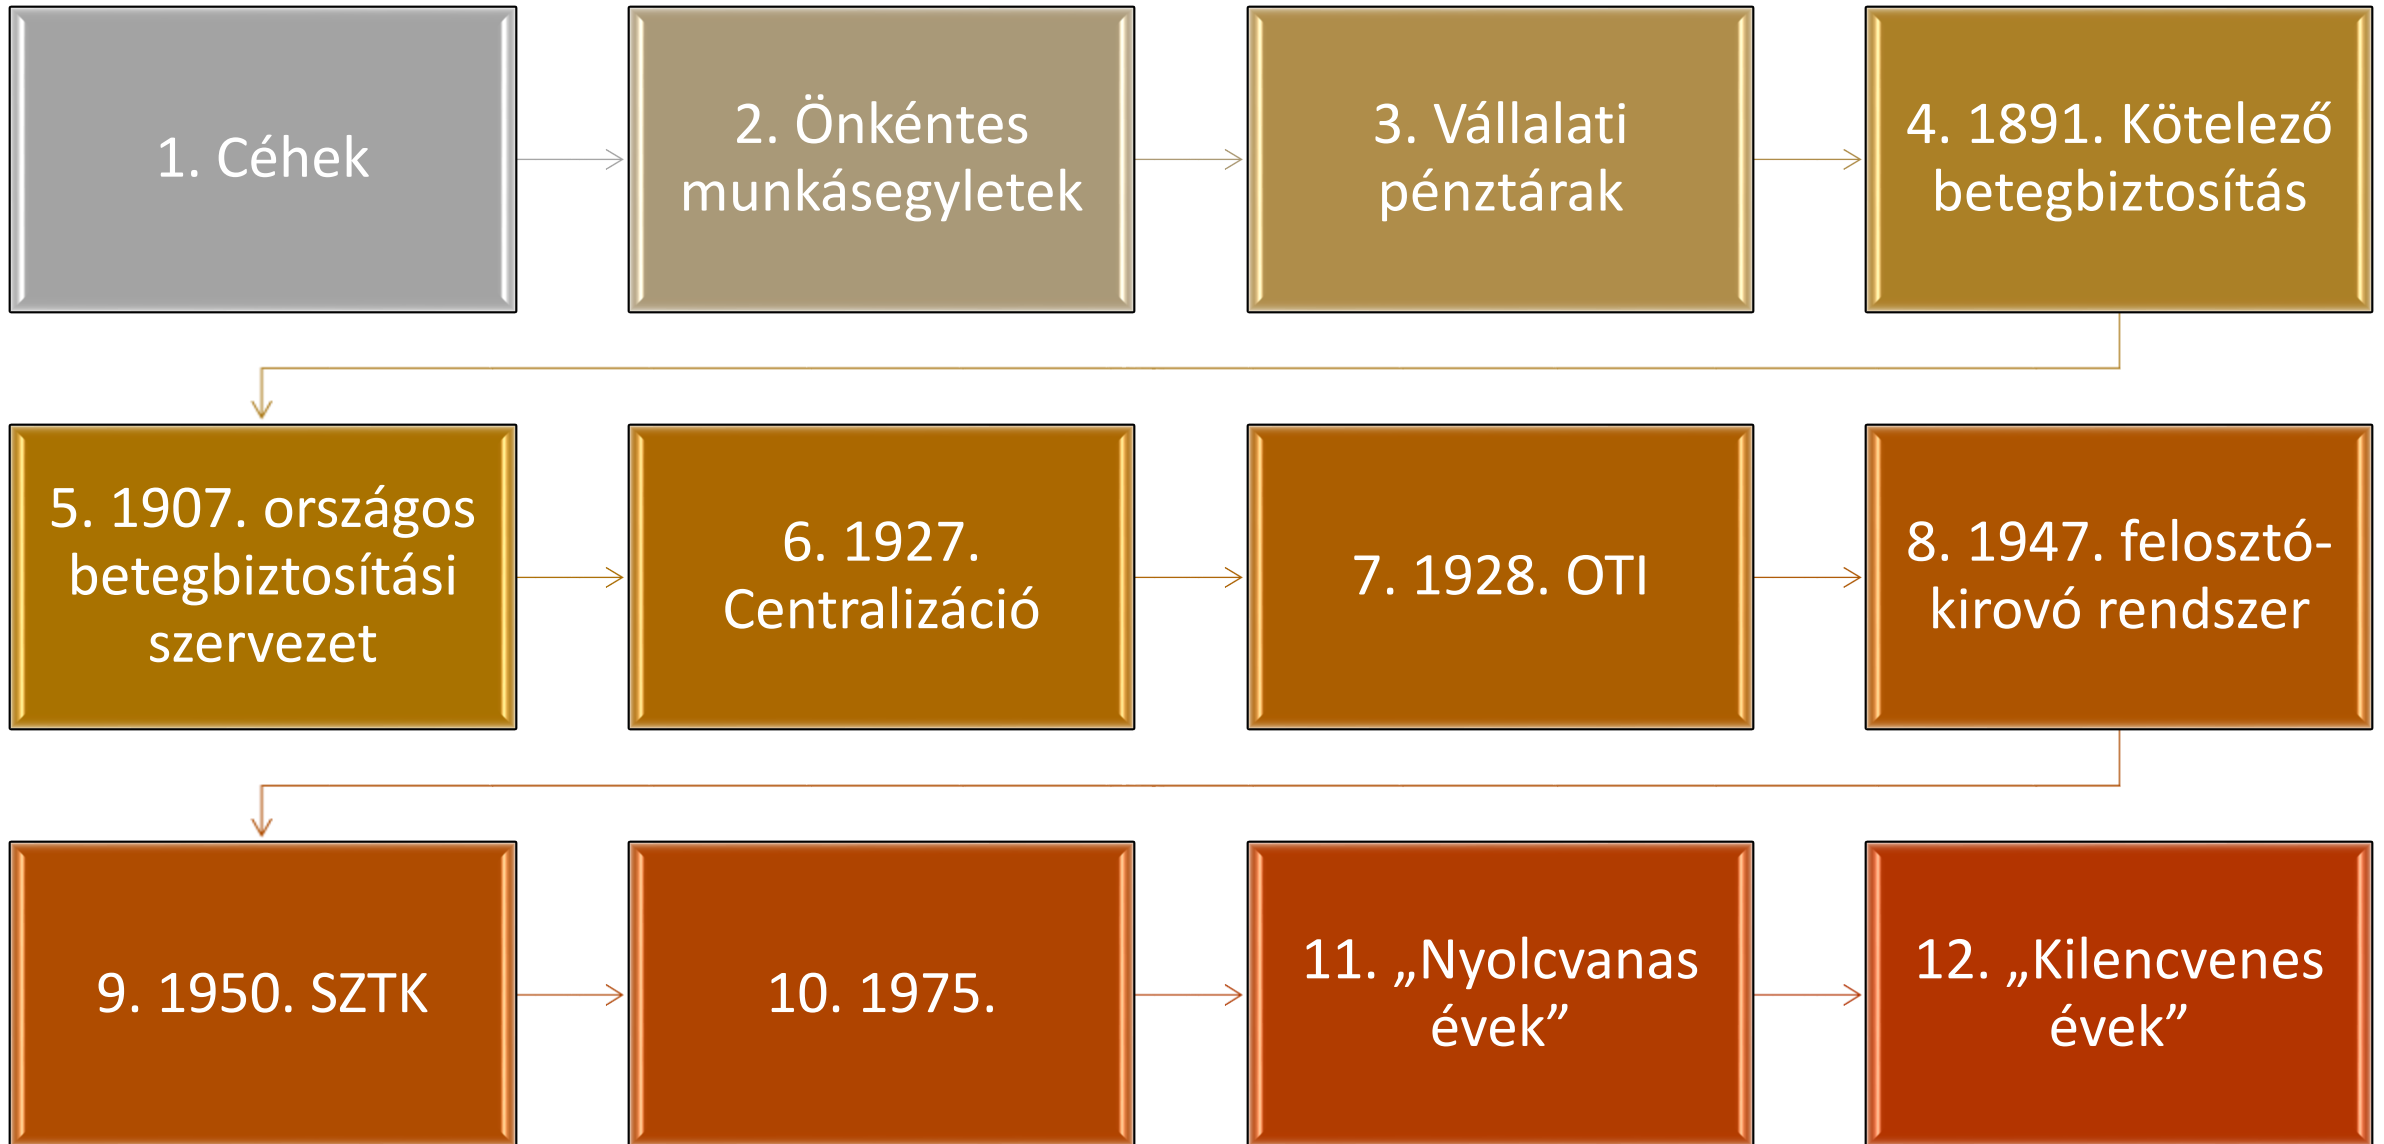 1. Céhek
2. Önkéntes
munkásegyletek
3. Vállalati
pénztárak
4. 1891. Kötelező
betegbiztosítás
5. 1907. országos
betegbiztosítási
szervezet
6. 1927.
Centralizáció
7. 1928. OTI
8. 1947. felosztó-
kirovó rendszer
9. 1950. SZTK
10. 1975.
11. „Nyolcvanas
évek”
12. „Kilencvenes
évek”